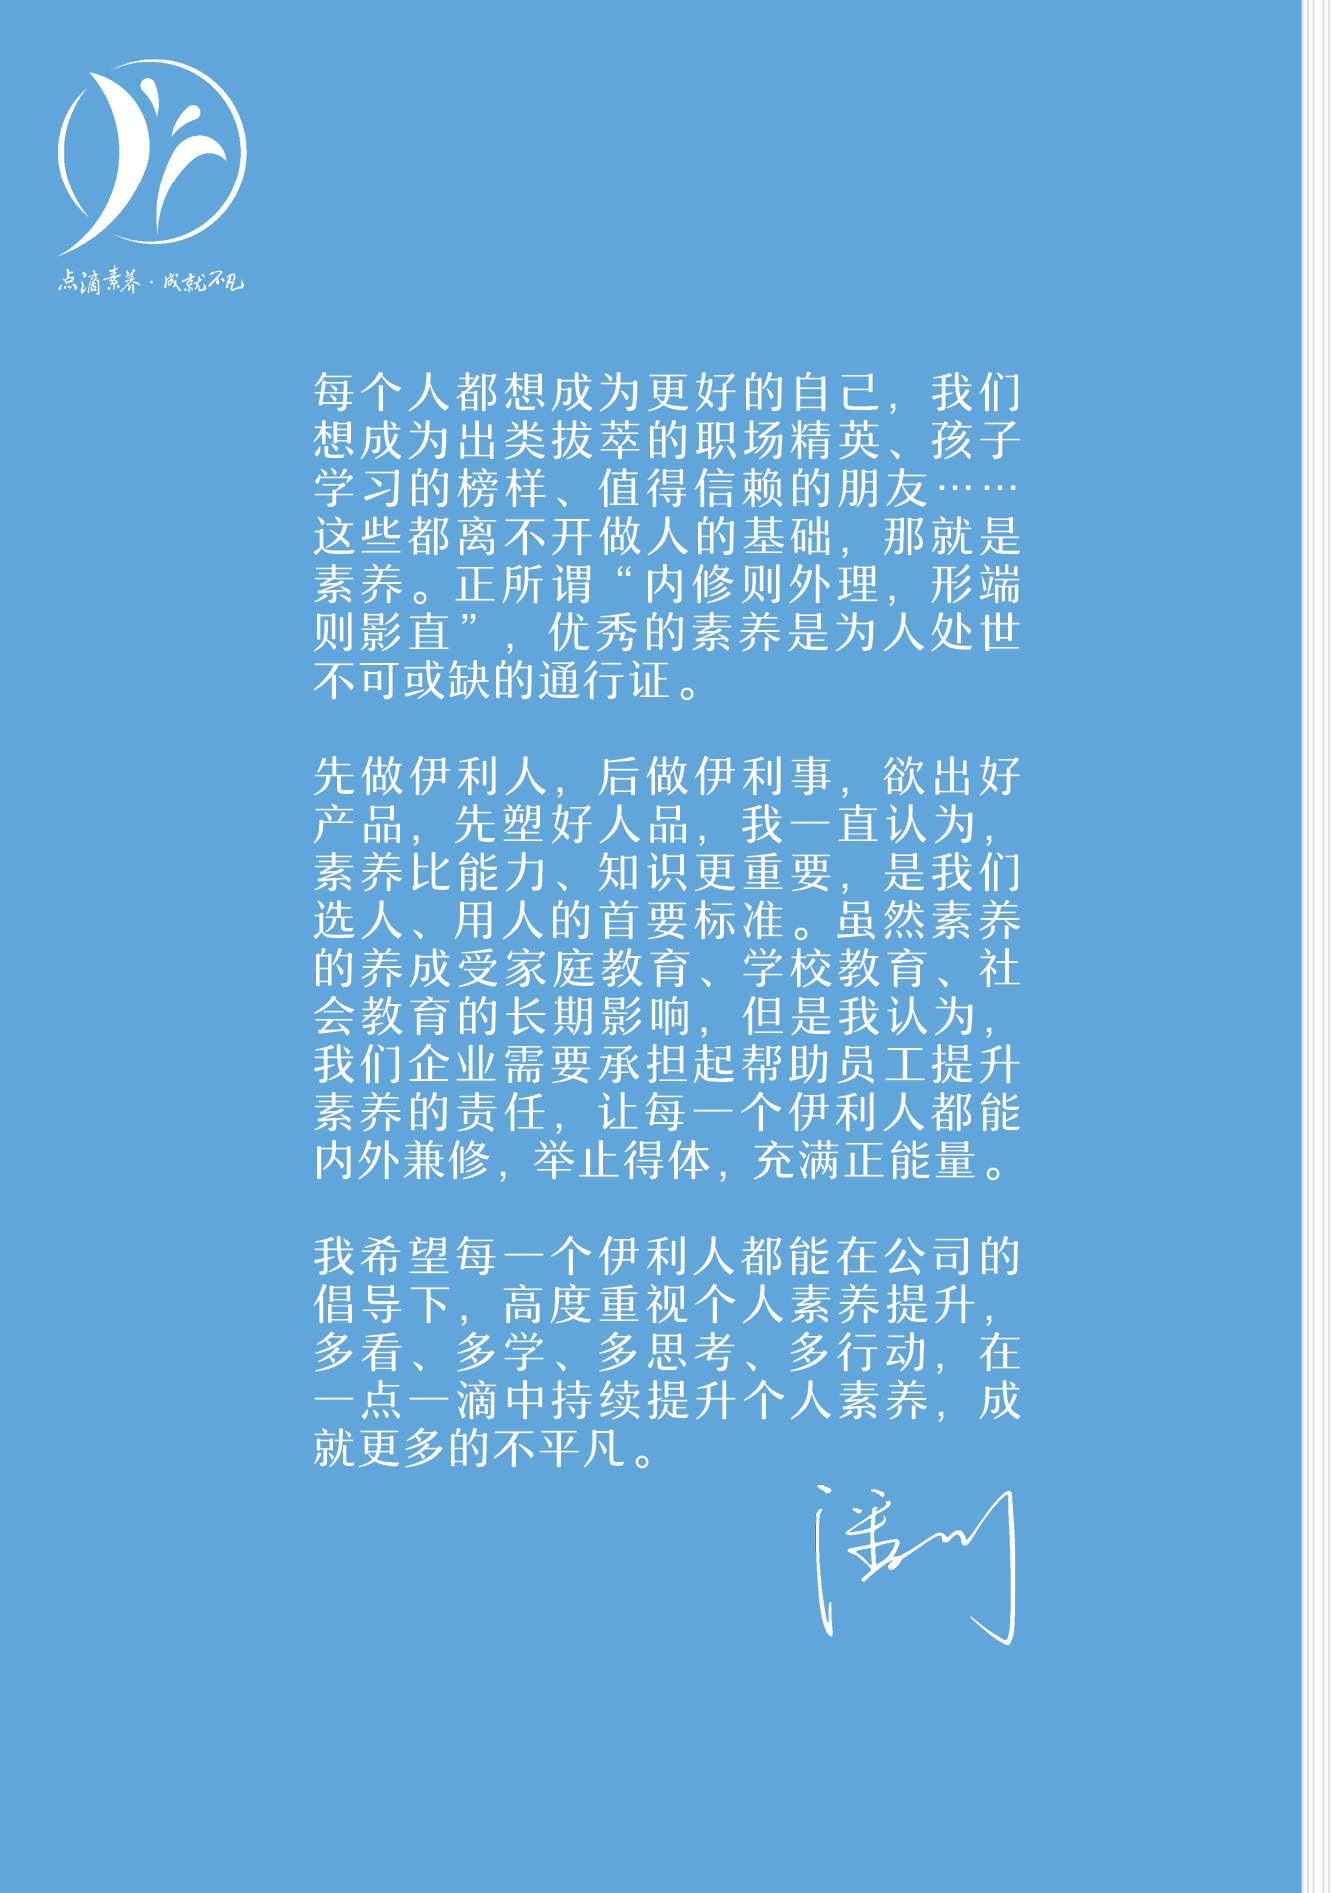 点滴素养·成就不凡
每个人都想成为更好的自己，我们
想成为出类拔萃的职场精英、孩子
学习的榜样、值得信赖的朋友……
这些都离不开做人的基础，那就是
素养。正所谓“内修则外理，形端
则影直”，优秀的素养是为人处世
不可或缺的通行证。
先做伊利人，后做伊利事，欲出好
产品，先塑好人品，我一直认为，
素养比能力、知识更重要，是我们
选人、用人的首要标准。虽然素养
的养成受家庭教育、学校教育、社
会教育的长期影响，但是我认为，
我们企业需要承担起帮助员工提升
素养的责任，让每一个伊利人都能
内外兼修，举止得体，充满正能量。
我希望每一个伊利人都能在公司的
倡导下，高度重视个人素养提升，
多看、多学、多思考、多行动，在
一点一滴中持续提升个人素养，成
就更多的不平凡。